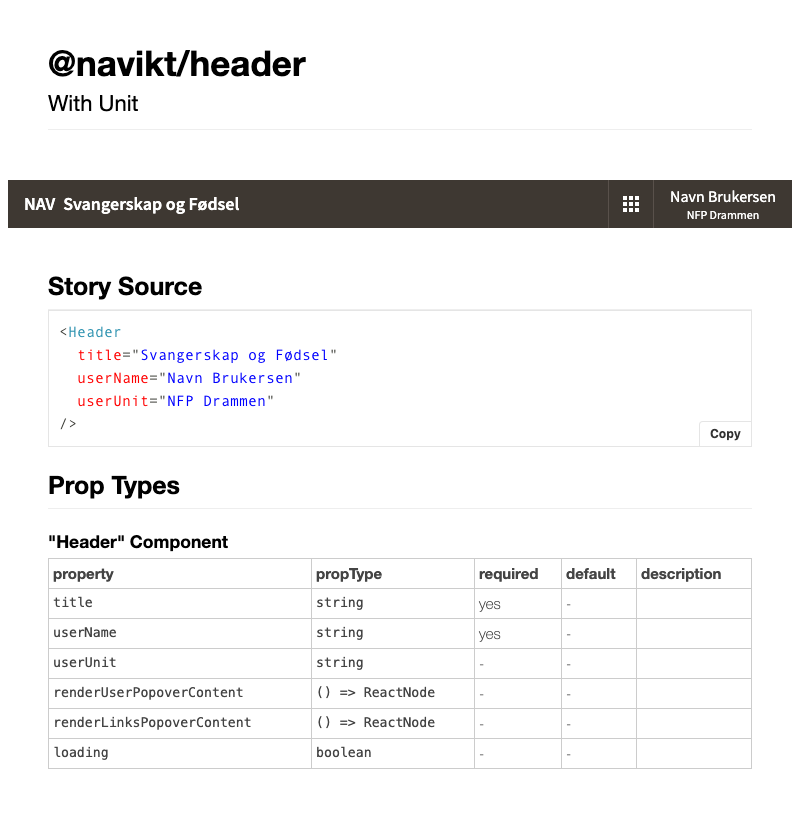 @navikt/header
With Unit
NAV Svangerskap og Fødsel
Navn Brukersen
NFP Drammen
Story Source
<Header
  title="Svangerskap og Fødsel"
  userName="Navn Brukersen"
  userUnit="NFP Drammen"
/>
Copy
Prop Types
"Header" Component
property propType required default description
title string yes -
userName string yes -
userUnit string - -
renderUserPopoverContent () => ReactNode - -
renderLinksPopoverContent () => ReactNode - -
loading boolean - -